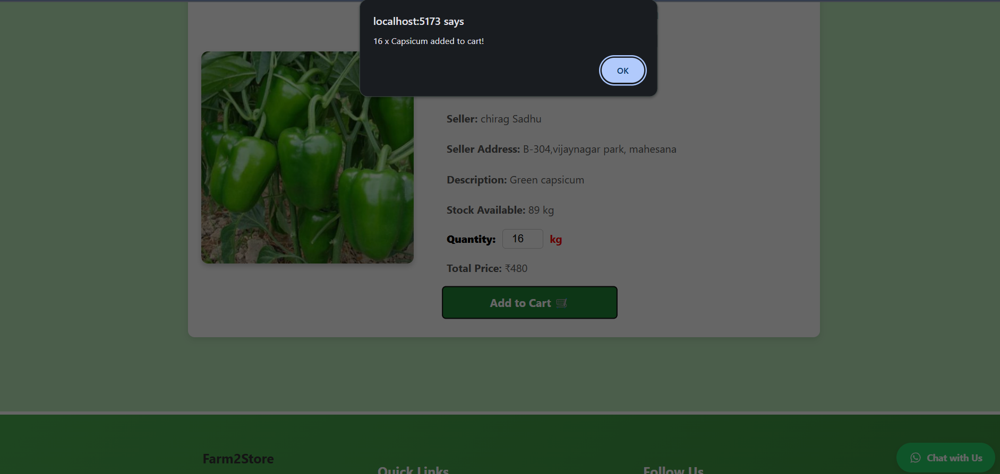 localhost:5173 says
16 x Capsicum added to cart!
OK
Seller: chirag Sadhu
Seller Address: B-304,vijaynagar park, mahesana
Description: Green capsicum
Stock Available: 89 kg
Quantity: 16 kg
Total Price: ₹480
Add to Cart 🛒
Farm2Store
Quick Links
Follow Us
Chat with Us